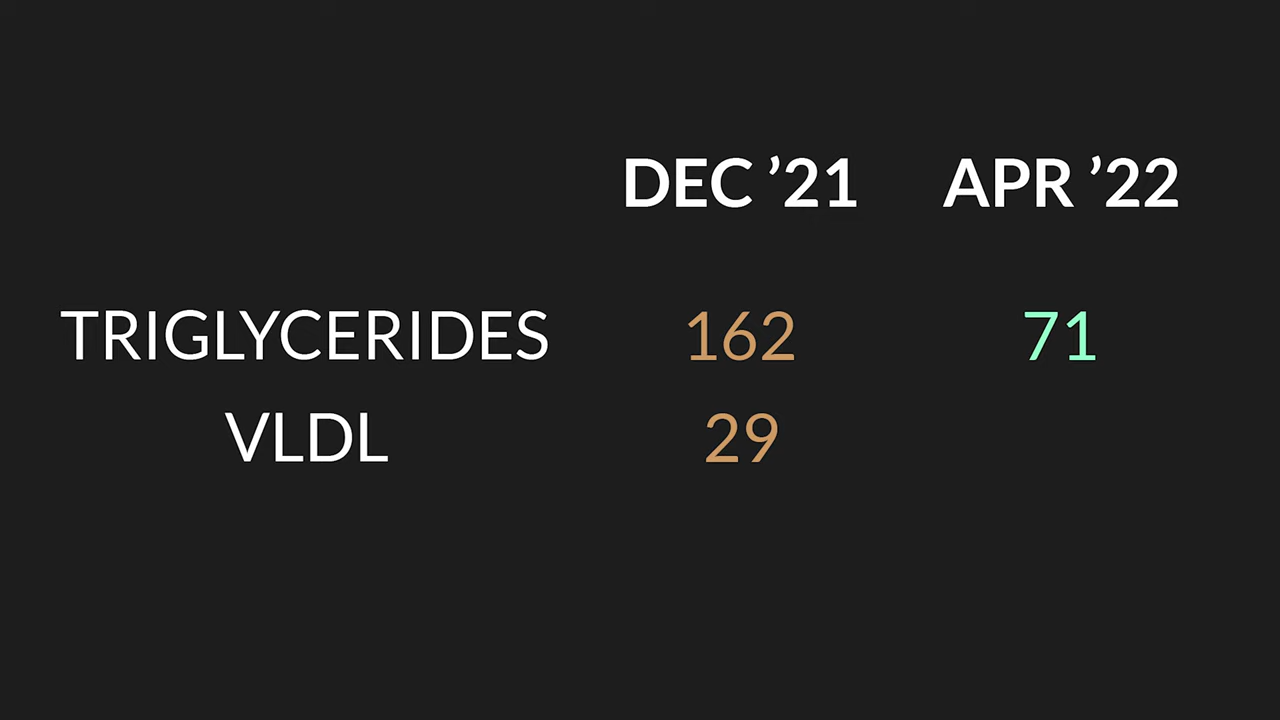 DEC ’21 APR ’22
TRIGLYCERIDES 162 71
VLDL 29